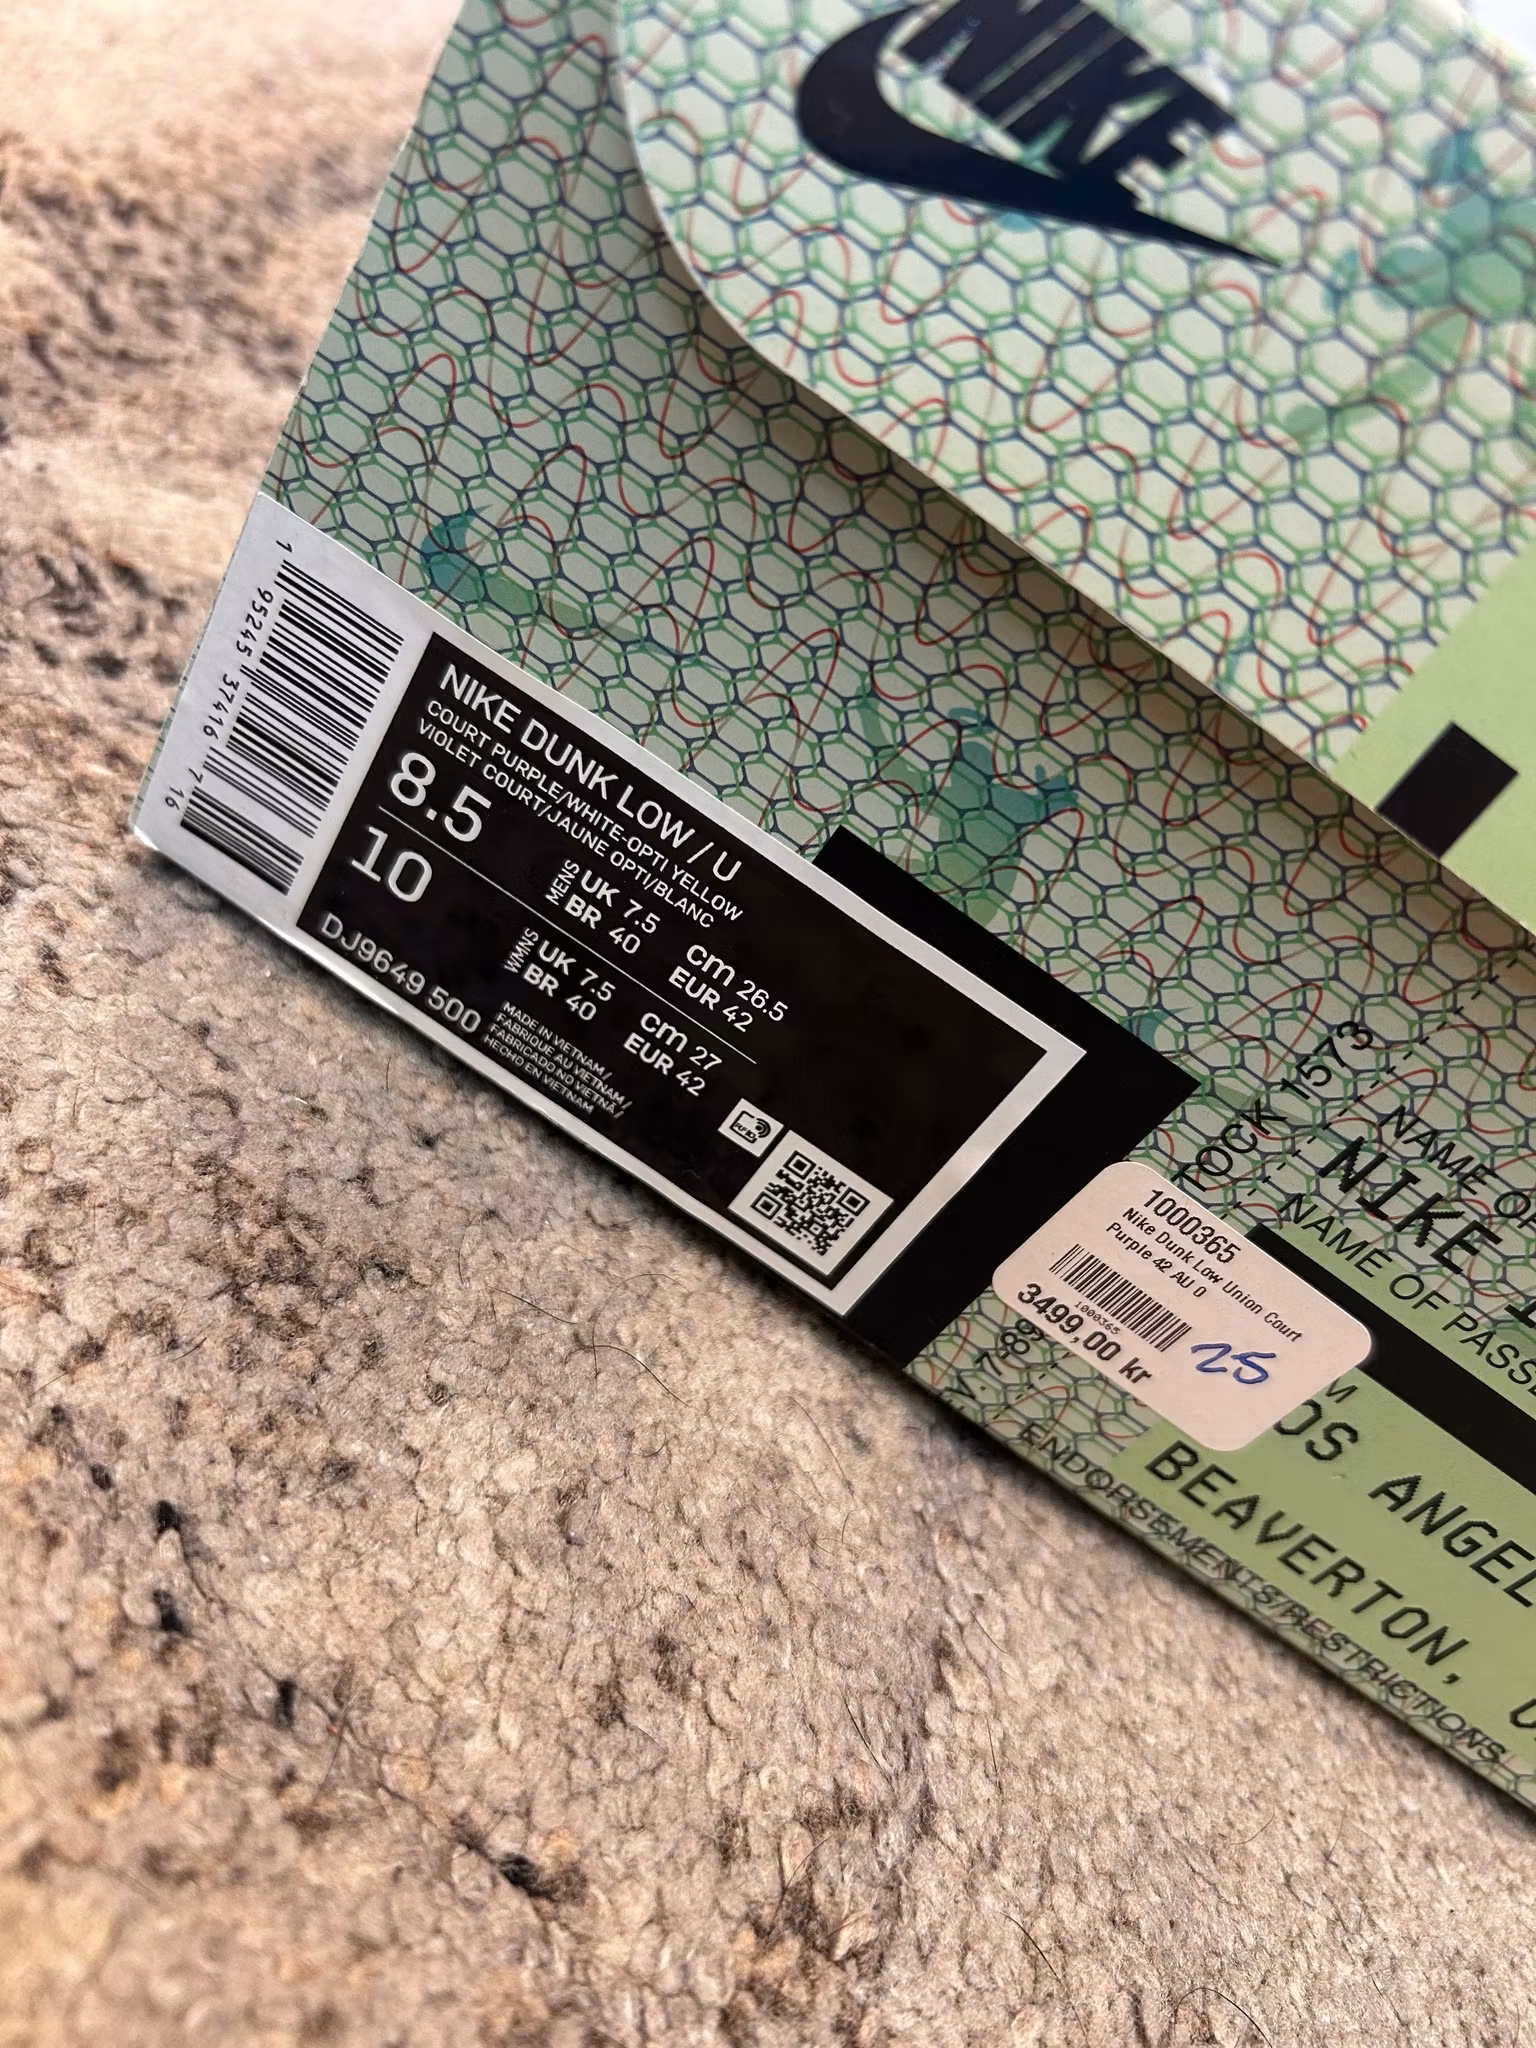 NIKE
1 95245 37416 7 16
NIKE DUNK LOW / U
COURT PURPLE/WHITE-OPTI YELLOW
VIOLET COURT/JAUNE OPTI/BLANC
8.5
MENS UK 7.5 cm 26.5
BR 40 EUR 42
10
WMNS UK 7.5 cm 27
BR 40 EUR 42
DJ9649 500
MADE IN VIETNAM /
FABRIQUE AU VIETNAM /
FABRICADO NO VIETNÃ /
HECHO EN VIETNAM
RFID
1000365
Nike Dunk Low Union Court
Purple 42 AU 0
1000365
3499,00 kr
25
1573
NAME OF
NIKE
NAME OF PASSE
OS ANGEL
BEAVERTON,
ENDORSEMENTS/RESTRICTIONS